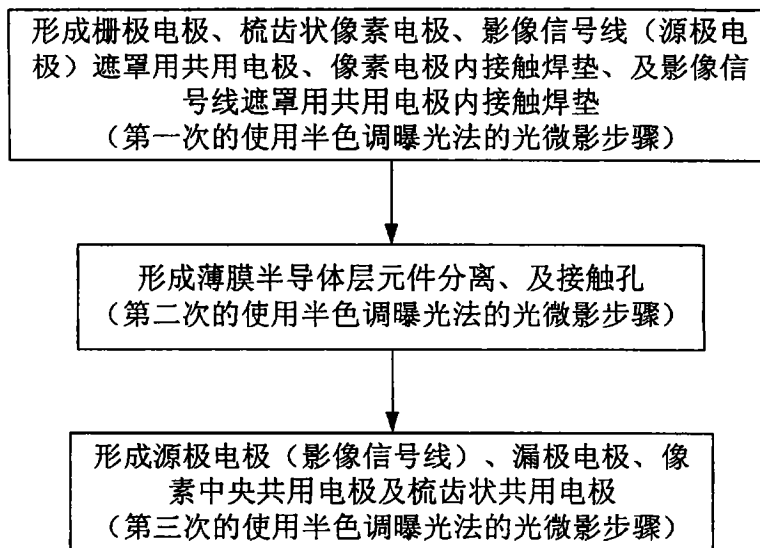 形成栅极电极、梳齿状像素电极、影像信号线（源极电
极）遮罩用共用电极、像素电极内接触焊垫、及影像信
号线遮罩用共用电极内接触焊垫
（第一次的使用半色调曝光法的光微影步骤）
形成薄膜半导体层元件分离、及接触孔
（第二次的使用半色调曝光法的光微影步骤）
形成源极电极（影像信号线）、漏极电极、像
素中央共用电极及梳齿状共用电极
（第三次的使用半色调曝光法的光微影步骤）